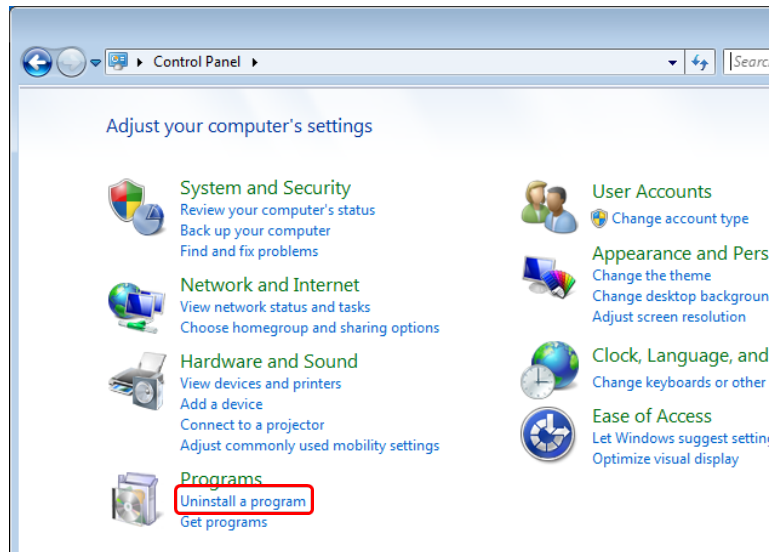 Control Panel
Searc
Adjust your computer's settings
System and Security
Review your computer's status
Back up your computer
Find and fix problems
Network and Internet
View network status and tasks
Choose homegroup and sharing options
Hardware and Sound
View devices and printers
Add a device
Connect to a projector
Adjust commonly used mobility settings
Programs
Uninstall a program
Get programs
User Accounts
Change account type
Appearance and Pers
Change the theme
Change desktop backgroun
Adjust screen resolution
Clock, Language, and
Change keyboards or other
Ease of Access
Let Windows suggest setting
Optimize visual display